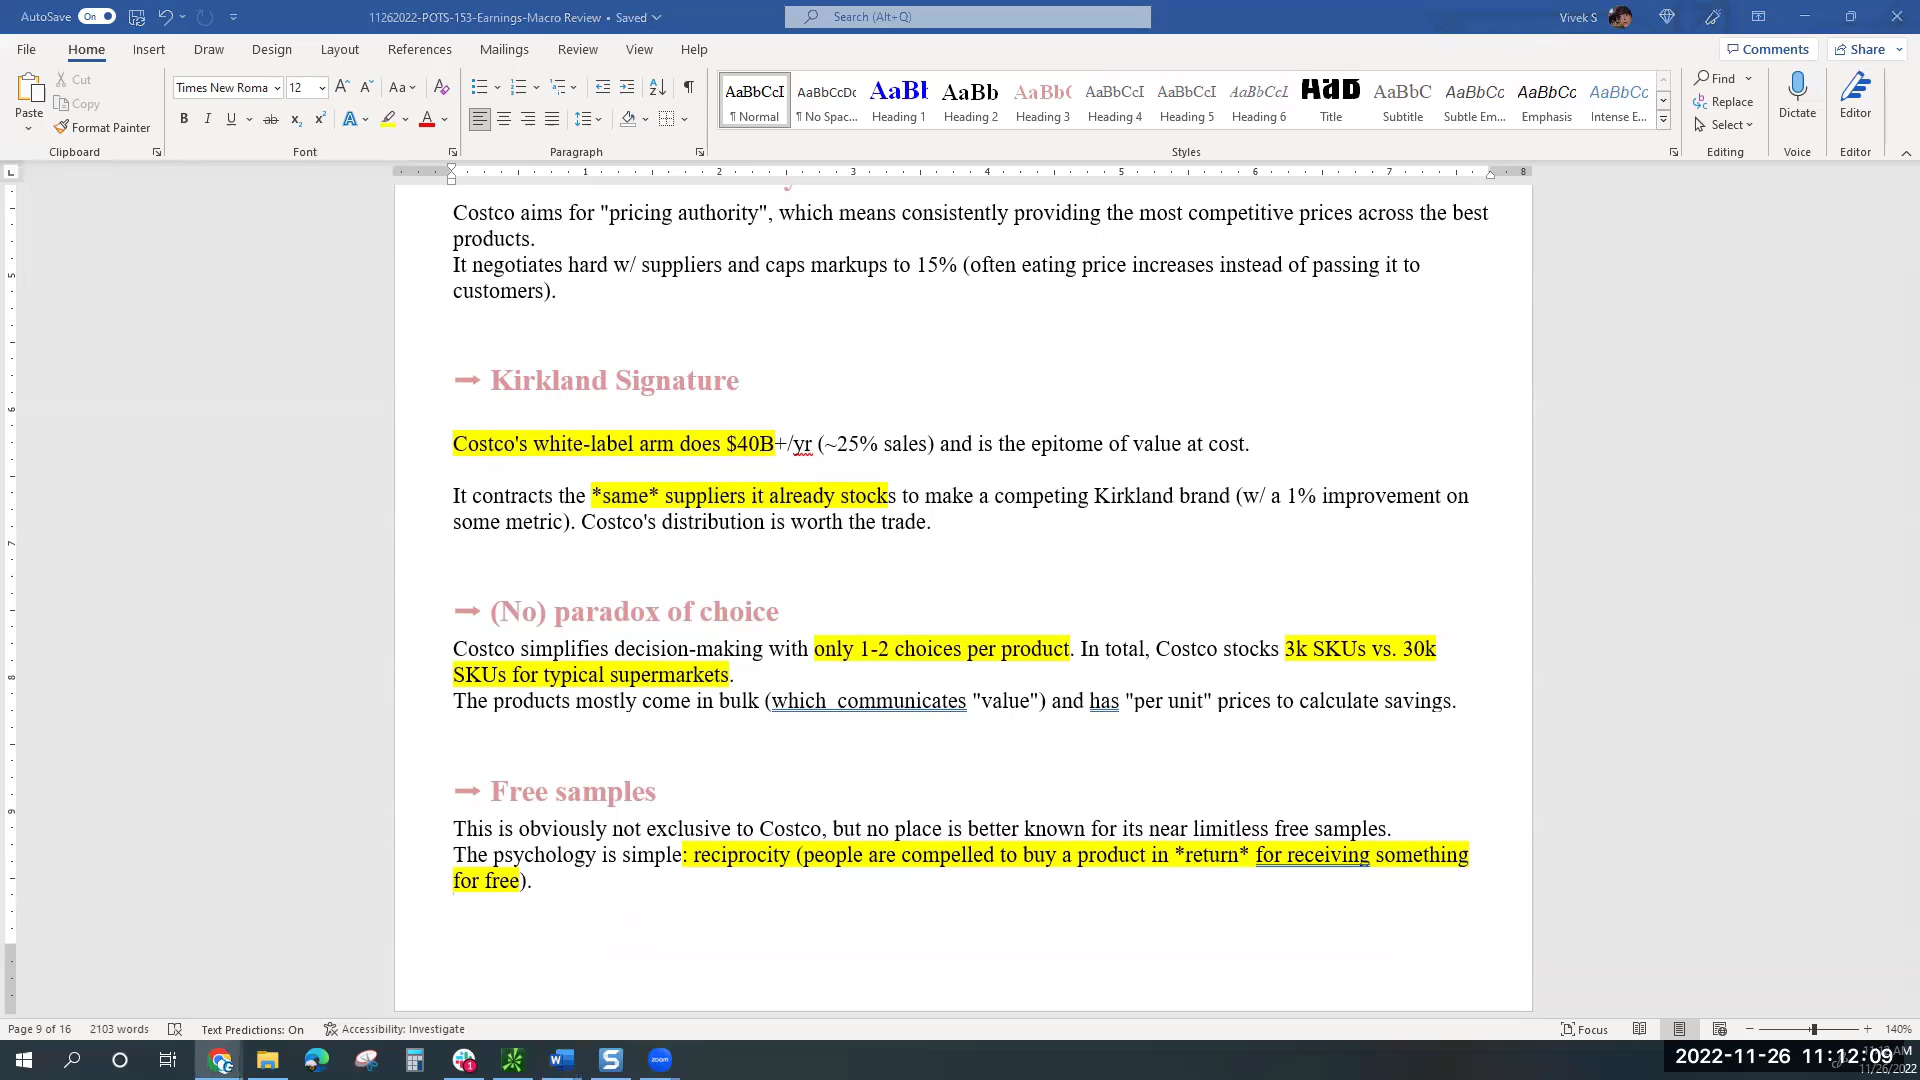 AutoSave On 11262022-POTS-153-Earnings-Macro Review • Saved Search (Alt+Q) Vivek S
File Home Insert Draw Design Layout References Mailings Review View Help Comments Share
Paste Cut Copy Format Painter
Times New Roma 12
AaBbCcI AaBbCcDc AaBb AaBb AaBbC AaBbCcI AaBbCcI AaBbCcI AaB AaBbC AaBbCc AaBbCc AaBbCc
¶ Normal ¶ No Spac... Heading 1 Heading 2 Heading 3 Heading 4 Heading 5 Heading 6 Title Subtitle Subtle Em... Emphasis Intense E...
Find Replace Select Dictate Editor
Clipboard Font Paragraph Styles Editing Voice Editor
1 2 3 4 5 6 7 8
Costco aims for "pricing authority", which means consistently providing the most competitive prices across the best
products.
It negotiates hard w/ suppliers and caps markups to 15% (often eating price increases instead of passing it to
customers).
→ Kirkland Signature
Costco's white-label arm does $40B+/yr (~25% sales) and is the epitome of value at cost.
It contracts the *same* suppliers it already stocks to make a competing Kirkland brand (w/ a 1% improvement on
some metric). Costco's distribution is worth the trade.
→ (No) paradox of choice
Costco simplifies decision-making with only 1-2 choices per product. In total, Costco stocks 3k SKUs vs. 30k
SKUs for typical supermarkets.
The products mostly come in bulk (which  communicates "value") and has "per unit" prices to calculate savings.
→ Free samples
This is obviously not exclusive to Costco, but no place is better known for its near limitless free samples.
The psychology is simple: reciprocity (people are compelled to buy a product in *return* for receiving something
for free).
Page 9 of 16 2103 words Text Predictions: On Accessibility: Investigate Focus 140%
2022-11-26 11:12:09
11/26/2022